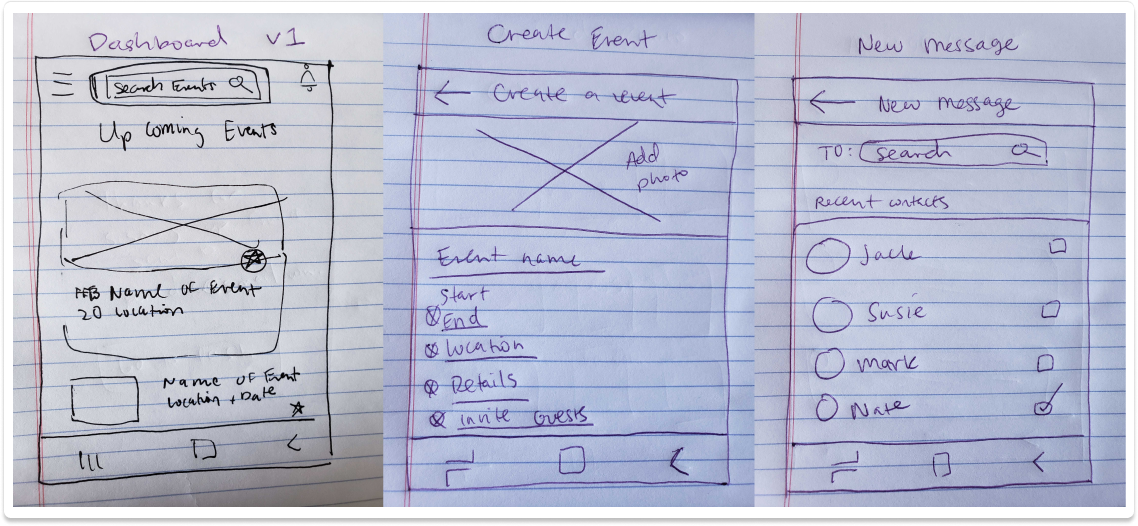 Dashboard v1
Search Events
Up coming Events
FEB Name of Event
20 location
Name of Event
Location + Date
Create Event
Create a event
Add
photo
Event name
Start
End
Location
Details
invite Guests
New message
New message
TO: search
Recent contacts
Jack
Susie
mark
Nate